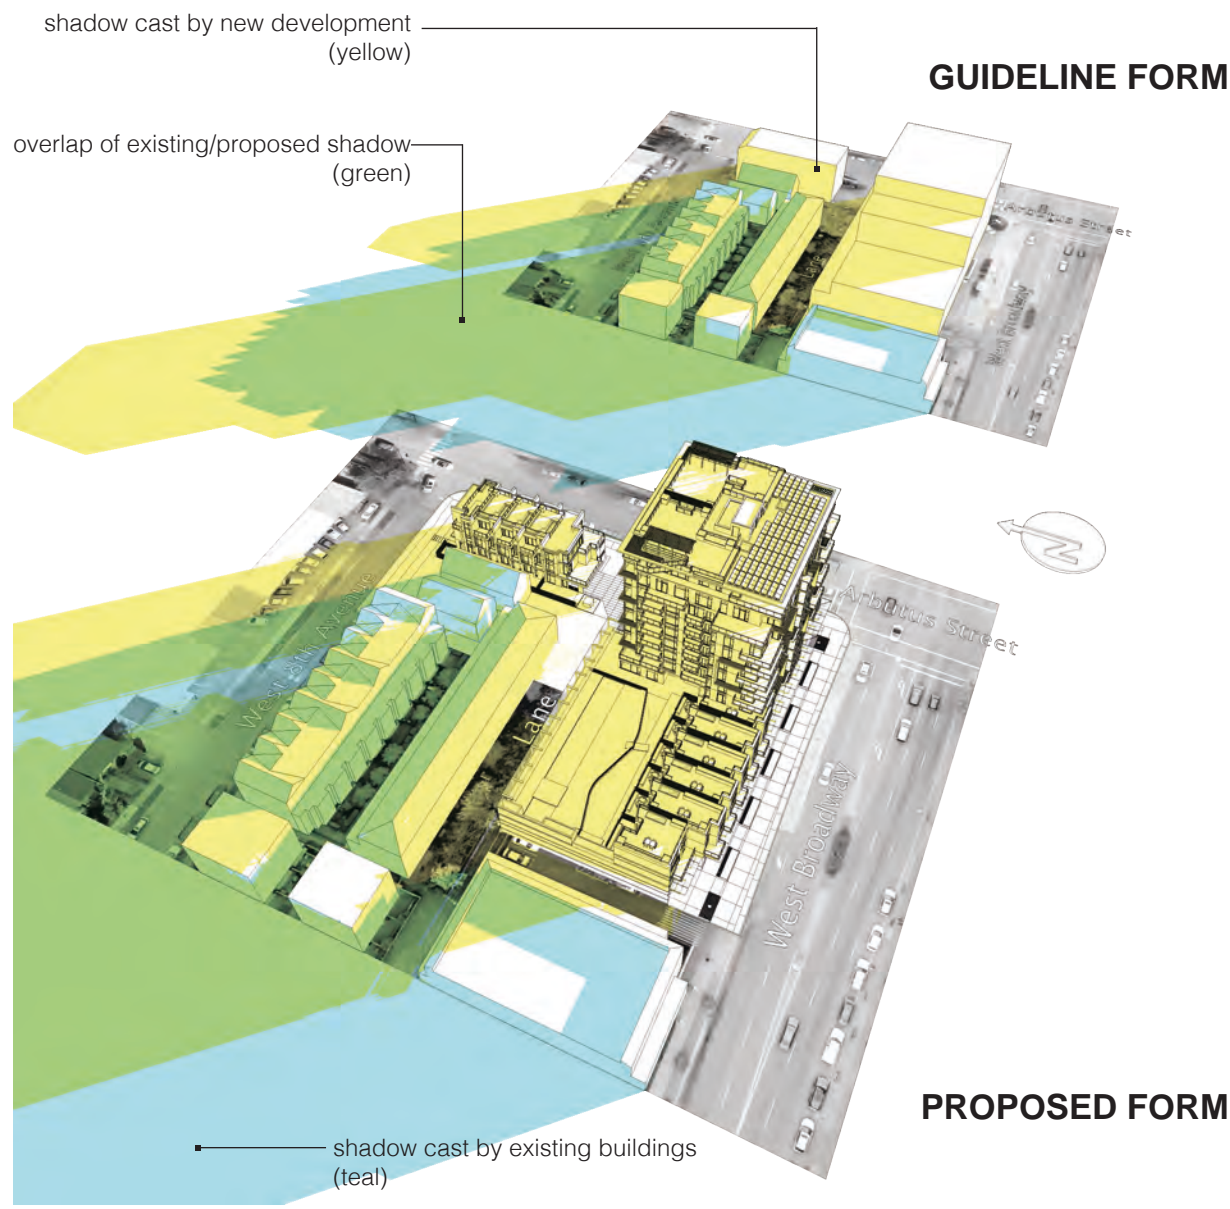 shadow cast by new development
(yellow)
GUIDELINE FORM
overlap of existing/proposed shadow
(green)
Arbutus Street
Lane
West Broadway
N
Arbutus Street
West 8th Avenue
Lane
West Broadway
PROPOSED FORM
shadow cast by existing buildings
(teal)